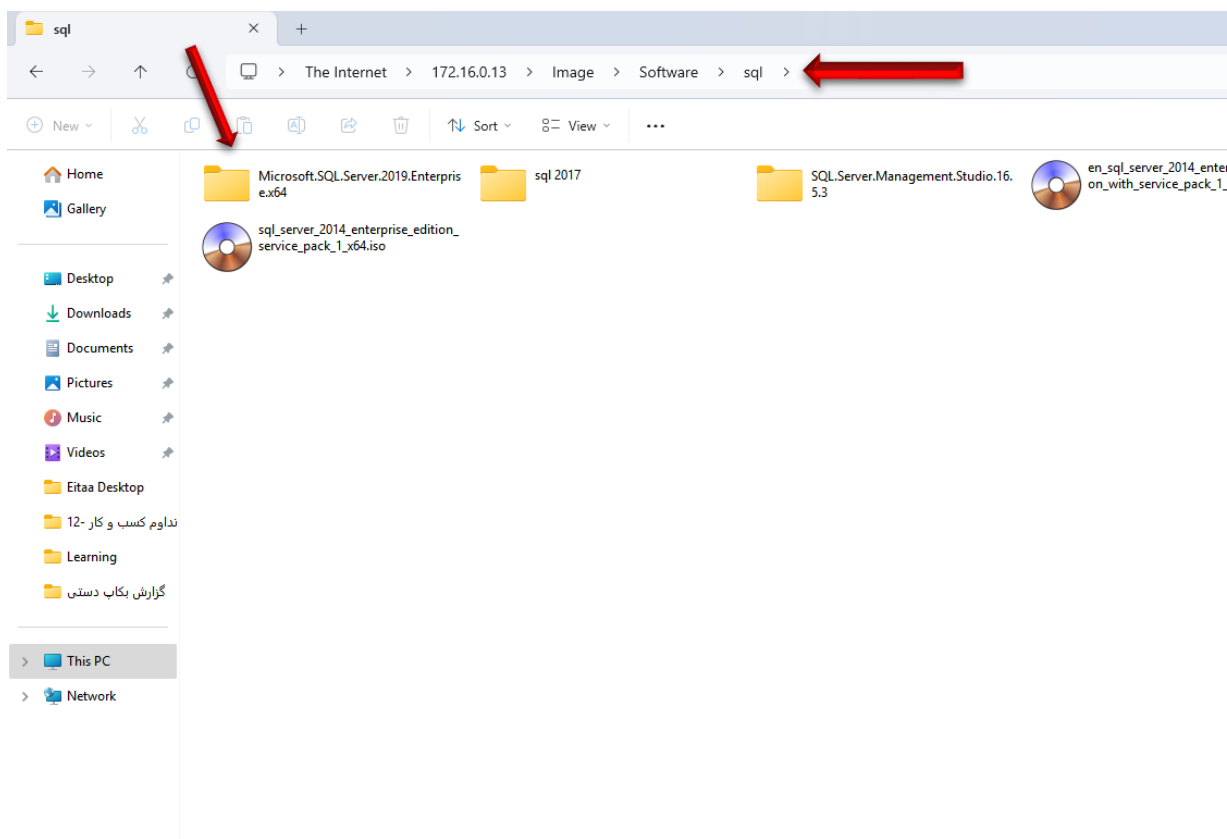 sql
The Internet > 172.16.0.13 > Image > Software > sql >
New
Sort
View
Home
Gallery
Desktop
Downloads
Documents
Pictures
Music
Videos
Eitaa Desktop
تداوم کسب و کار -12
Learning
گزارش بکاپ دستی
This PC
Network
Microsoft.SQL.Server.2019.Enterpris
e.x64
sql 2017
SQL.Server.Management.Studio.16.
5.3
en_sql_server_2014_enter
on_with_service_pack_1_
sql_server_2014_enterprise_edition_
service_pack_1_x64.iso